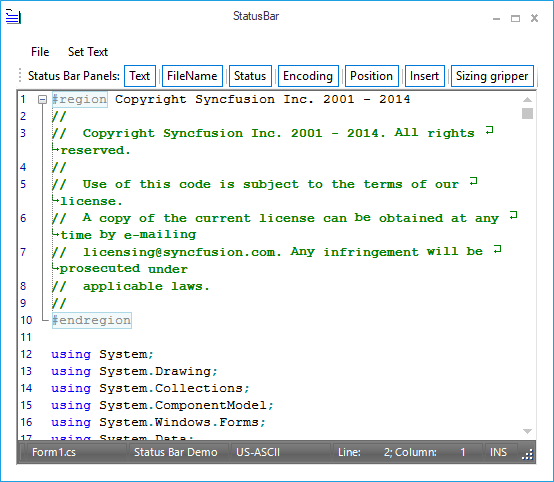 StatusBar
File Set Text
Status Bar Panels: Text FileName Status Encoding Position Insert Sizing gripper
1 #region Copyright Syncfusion Inc. 2001 - 2014
2 //
3 //  Copyright Syncfusion Inc. 2001 - 2014. All rights
reserved.
4 //
5 //  Use of this code is subject to the terms of our
license.
6 //  A copy of the current license can be obtained at any
time by e-mailing
7 //  licensing@syncfusion.com. Any infringement will be
prosecuted under
8 //  applicable laws.
9 //
10 #endregion
11
12 using System;
13 using System.Drawing;
14 using System.Collections;
15 using System.ComponentModel;
16 using System.Windows.Forms;
17 using System.Data;
Form1.cs Status Bar Demo US-ASCII Line: 2; Column: 1 INS